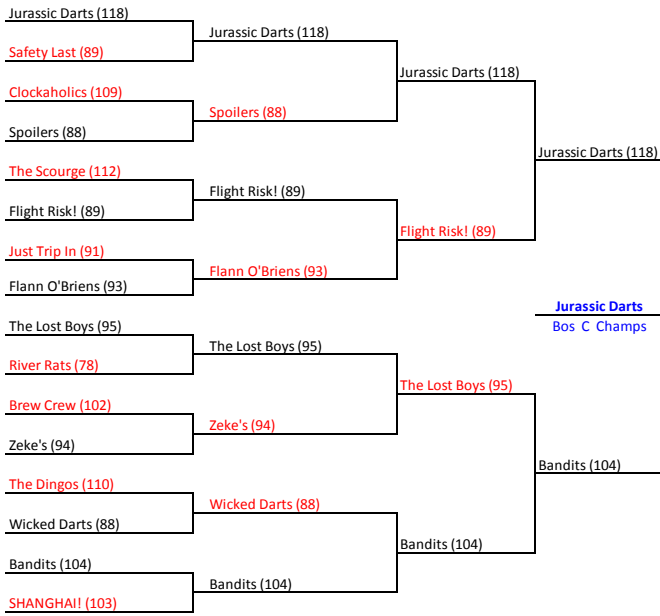 Jurassic Darts (118)
Safety Last (89)
Clockaholics (109)
Spoilers (88)
The Scourge (112)
Flight Risk! (89)
Just Trip In (91)
Flann O'Briens (93)
The Lost Boys (95)
River Rats (78)
Brew Crew (102)
Zeke's (94)
The Dingos (110)
Wicked Darts (88)
Bandits (104)
SHANGHAI! (103)
Jurassic Darts (118)
Spoilers (88)
Flight Risk! (89)
Flann O'Briens (93)
The Lost Boys (95)
Zeke's (94)
Wicked Darts (88)
Bandits (104)
Jurassic Darts (118)
Flight Risk! (89)
The Lost Boys (95)
Bandits (104)
Jurassic Darts (118)
Bandits (104)
Jurassic Darts
Bos C Champs